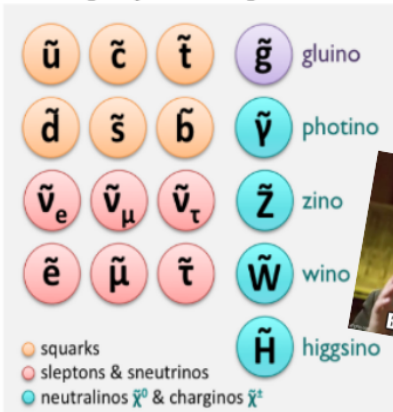 ũ c̃ t̃ g̃ gluino
d̃ s̃ b̃ γ̃ photino
ν̃e ν̃μ ν̃τ Z̃ zino
ẽ μ̃ τ̃ W̃ wino
H̃ higgsino
squarks
sleptons & sneutrinos
neutralinos χ̃⁰ & charginos χ̃±